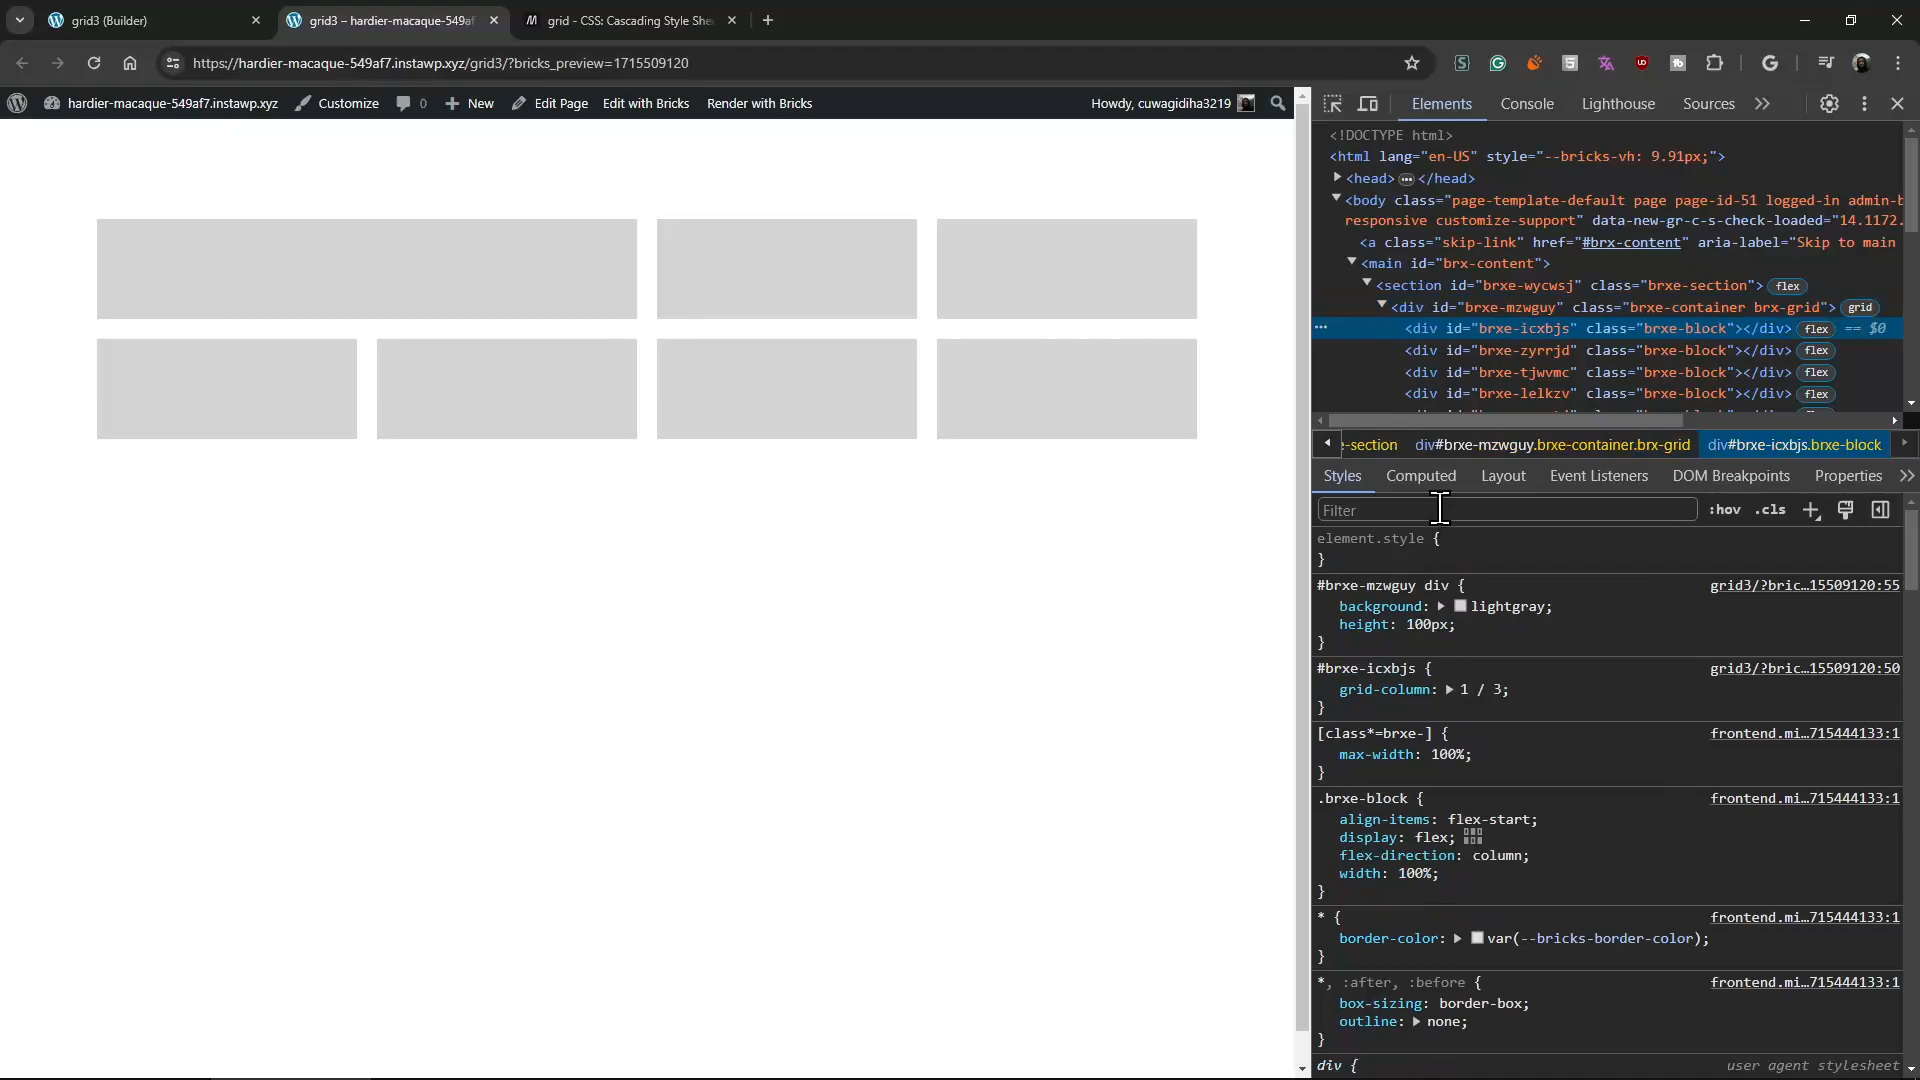 grid3 (Builder)
grid3 – hardier-macaque-549af
grid - CSS: Cascading Style She
https://hardier-macaque-549af7.instawp.xyz/grid3/?bricks_preview=1715509120
hardier-macaque-549af7.instawp.xyz Customize 0 New Edit Page Edit with Bricks Render with Bricks Howdy, cuwagidiha3219
Elements Console Lighthouse Sources
<!DOCTYPE html>
<html lang="en-US" style="--bricks-vh: 9.91px;">
<head> </head>
<body class="page-template-default page page-id-51 logged-in admin-b
responsive customize-support" data-new-gr-c-s-check-loaded="14.1172.
<a class="skip-link" href="#brx-content" aria-label="Skip to main
<main id="brx-content">
<section id="brxe-wycwsj" class="brxe-section"> flex
<div id="brxe-mzwguy" class="brxe-container brx-grid"> grid
<div id="brxe-icxbjs" class="brxe-block"></div> flex == $0
<div id="brxe-zyrrjd" class="brxe-block"></div> flex
<div id="brxe-tjwvmc" class="brxe-block"></div> flex
<div id="brxe-lelkzv" class="brxe-block"></div> flex
e-section div#brxe-mzwguy.brxe-container.brx-grid div#brxe-icxbjs.brxe-block
Styles Computed Layout Event Listeners DOM Breakpoints Properties
Filter :hov .cls
element.style {
}
#brxe-mzwguy div { grid3/?bric…15509120:55
background: lightgray;
height: 100px;
}
#brxe-icxbjs { grid3/?bric…15509120:50
grid-column: 1 / 3;
}
[class*=brxe-] { frontend.mi…715444133:1
max-width: 100%;
}
.brxe-block { frontend.mi…715444133:1
align-items: flex-start;
display: flex;
flex-direction: column;
width: 100%;
}
* { frontend.mi…715444133:1
border-color: var(--bricks-border-color);
}
*, :after, :before { frontend.mi…715444133:1
box-sizing: border-box;
outline: none;
}
div { user agent stylesheet